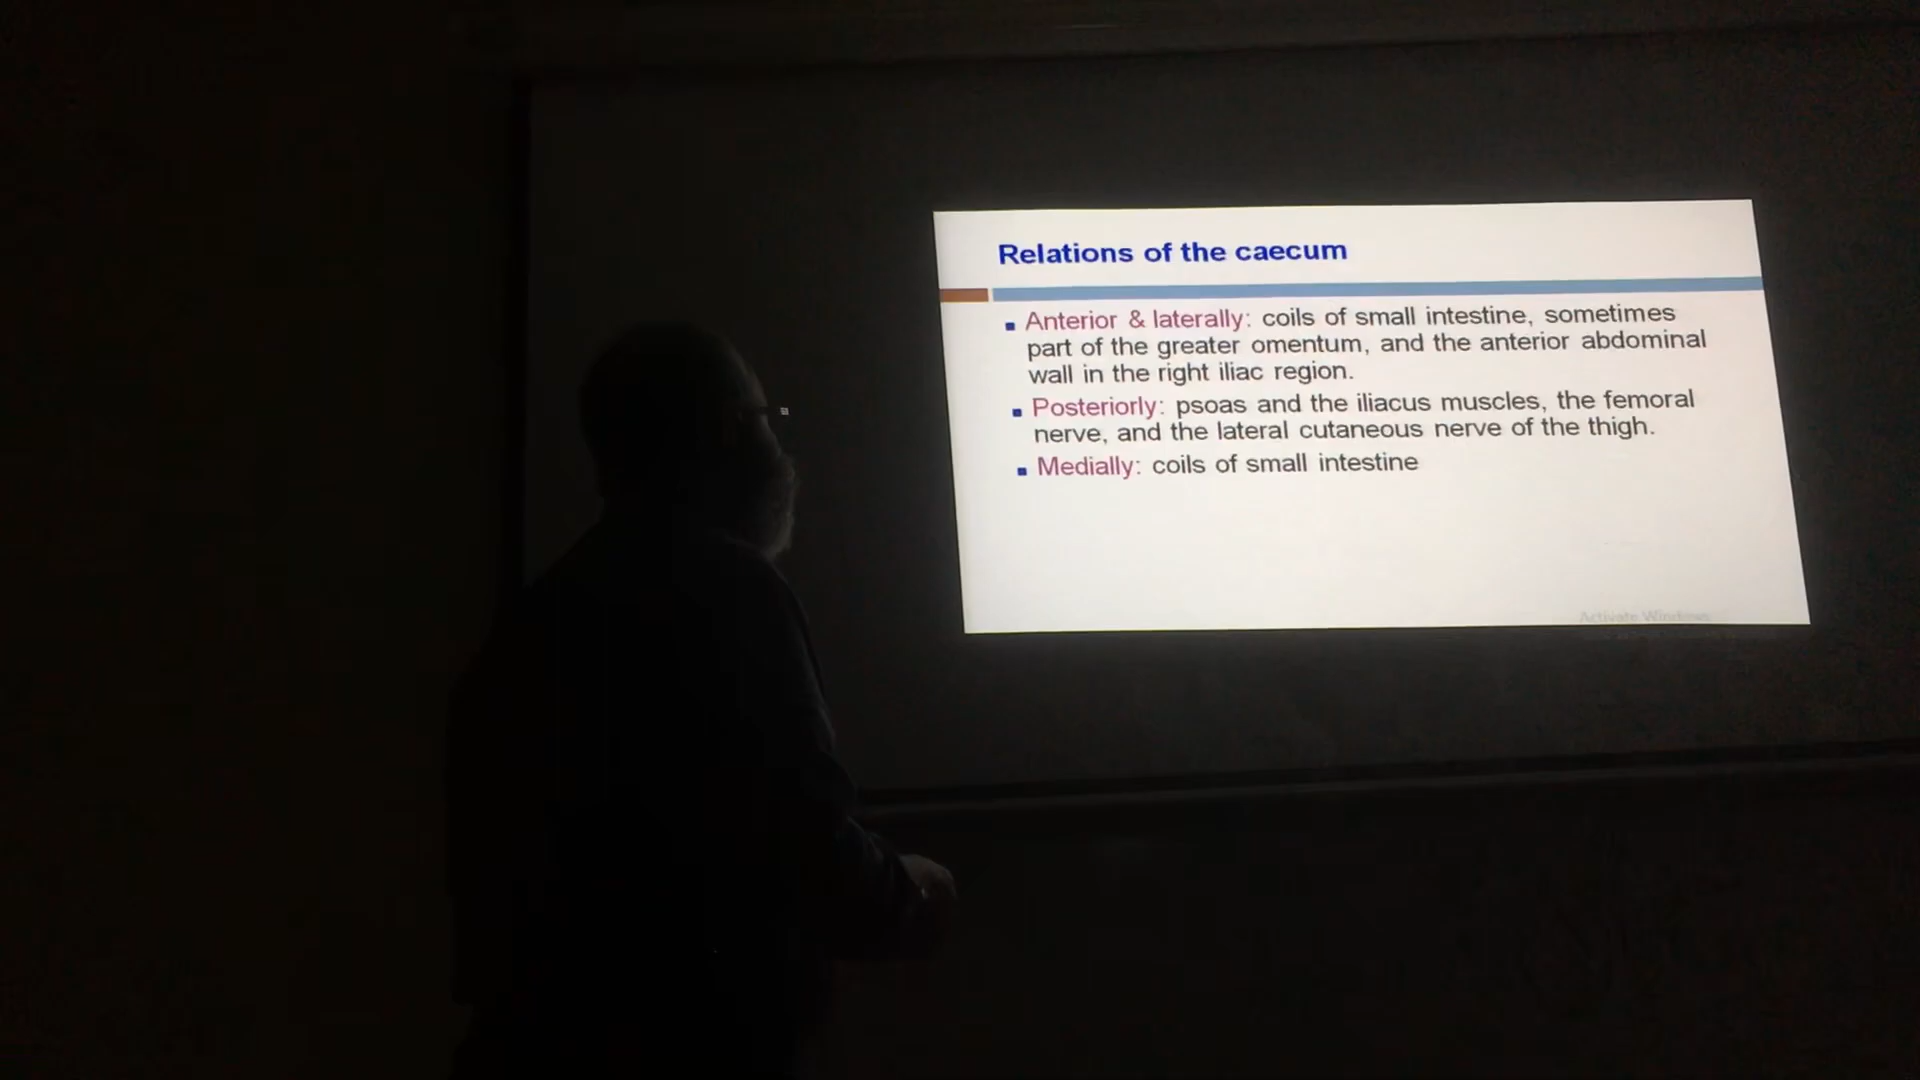 Relations of the caecum
Anterior & laterally: coils of small intestine, sometimes
part of the greater omentum, and the anterior abdominal
wall in the right iliac region.
Posteriorly: psoas and the iliacus muscles, the femoral
nerve, and the lateral cutaneous nerve of the thigh.
Medially: coils of small intestine
Activate Windows